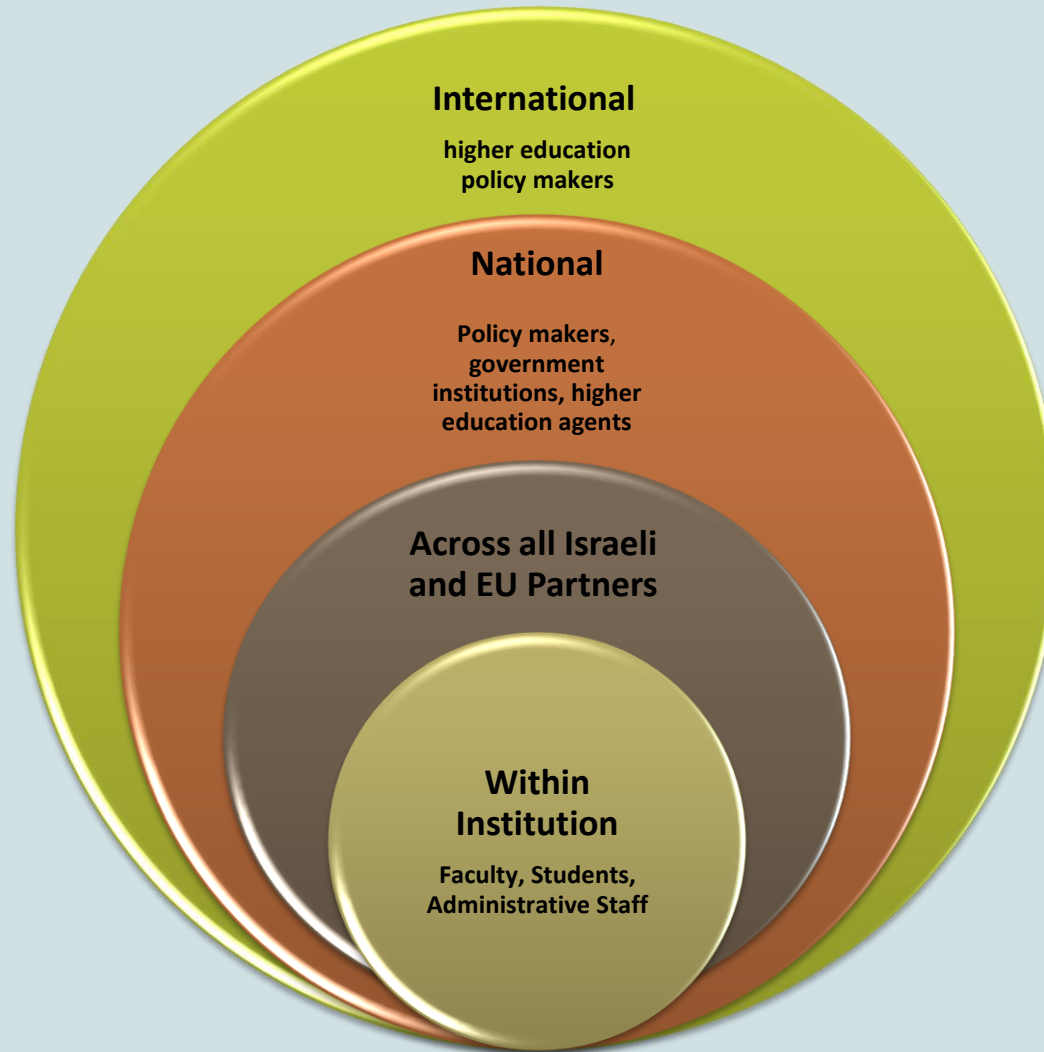 International
higher education
policy makers
National
Policy makers,
government
institutions, higher
education agents
Across all Israeli
and EU Partners
Within
Institution
Faculty, Students,
Administrative Staff